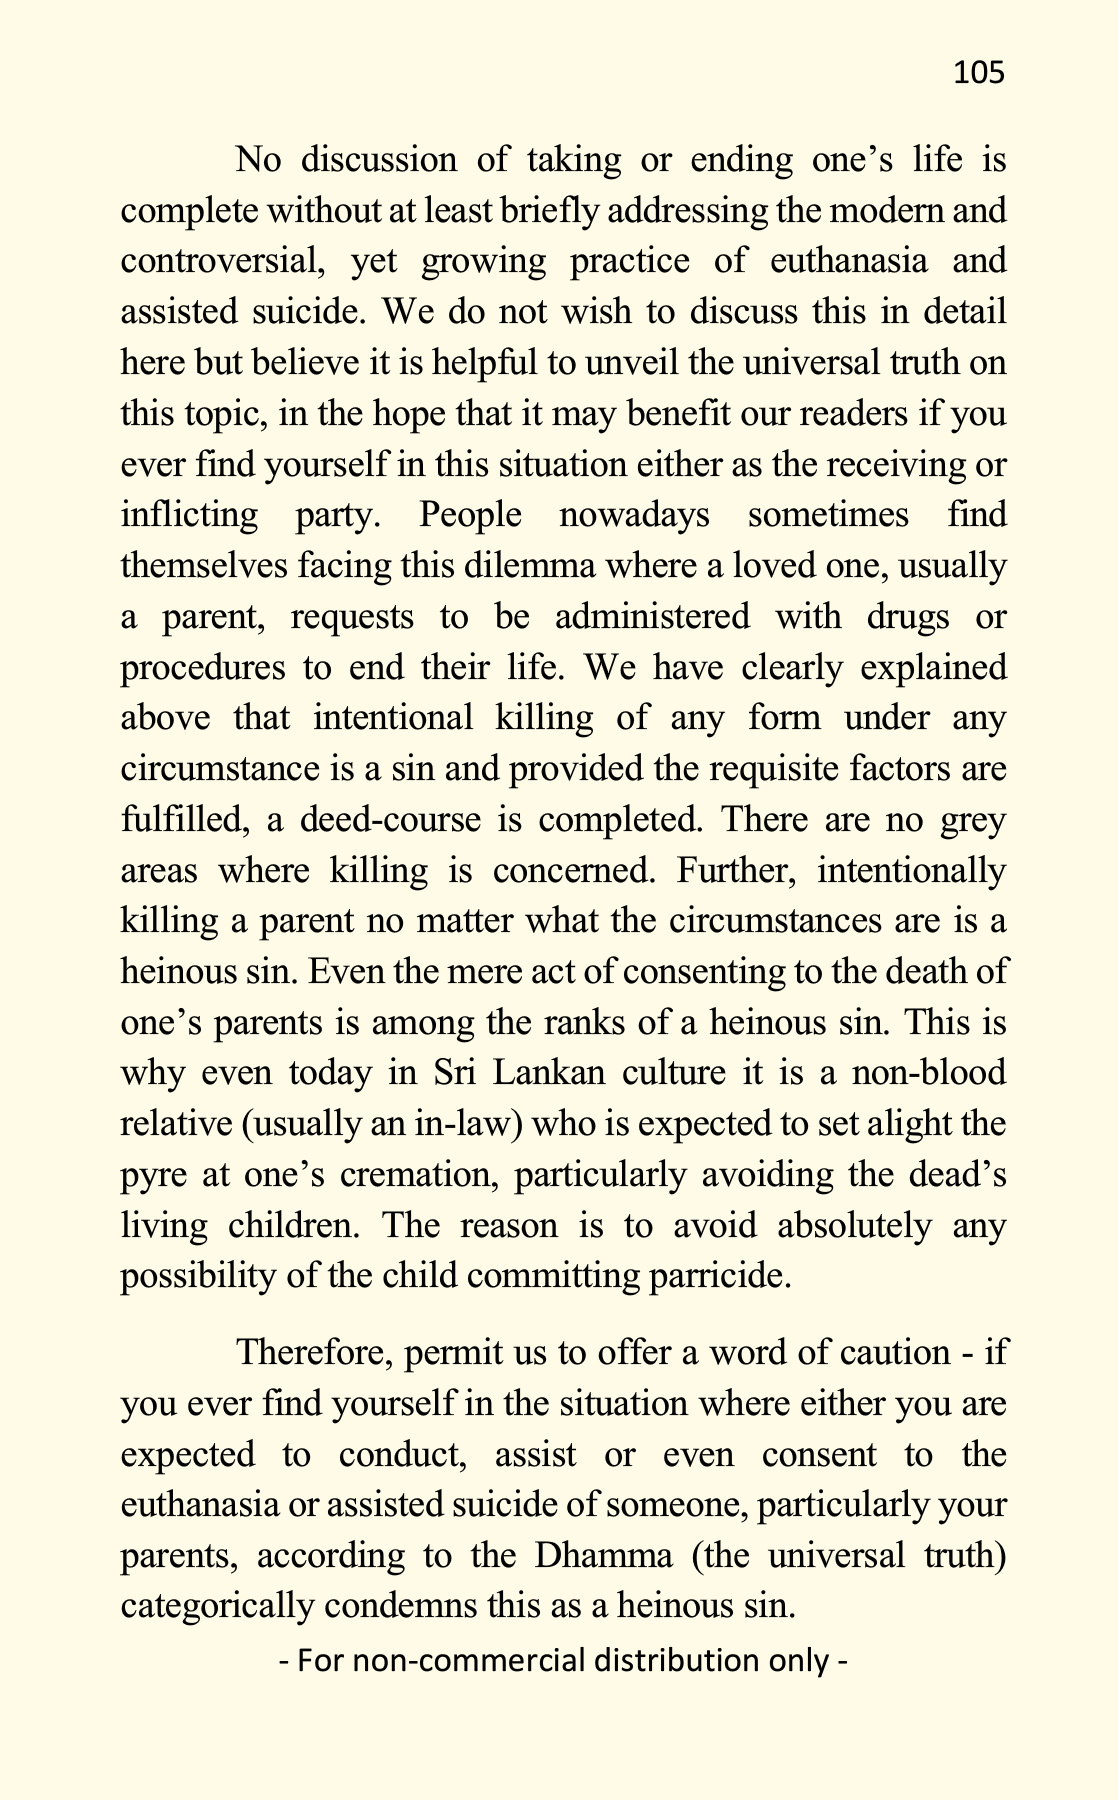 105
No discussion of taking or ending one’s life is
complete without at least briefly addressing the modern and
controversial, yet growing practice of euthanasia and
assisted suicide. We do not wish to discuss this in detail
here but believe it is helpful to unveil the universal truth on
this topic, in the hope that it may benefit our readers if you
ever find yourself in this situation either as the receiving or
inflicting party. People nowadays sometimes find
themselves facing this dilemma where a loved one, usually
a parent, requests to be administered with drugs or
procedures to end their life. We have clearly explained
above that intentional killing of any form under any
circumstance is a sin and provided the requisite factors are
fulfilled, a deed-course is completed. There are no grey
areas where killing is concerned. Further, intentionally
killing a parent no matter what the circumstances are is a
heinous sin. Even the mere act of consenting to the death of
one’s parents is among the ranks of a heinous sin. This is
why even today in Sri Lankan culture it is a non-blood
relative (usually an in-law) who is expected to set alight the
pyre at one’s cremation, particularly avoiding the dead’s
living children. The reason is to avoid absolutely any
possibility of the child committing parricide.
Therefore, permit us to offer a word of caution - if
you ever find yourself in the situation where either you are
expected to conduct, assist or even consent to the
euthanasia or assisted suicide of someone, particularly your
parents, according to the Dhamma (the universal truth)
categorically condemns this as a heinous sin.
- For non-commercial distribution only -